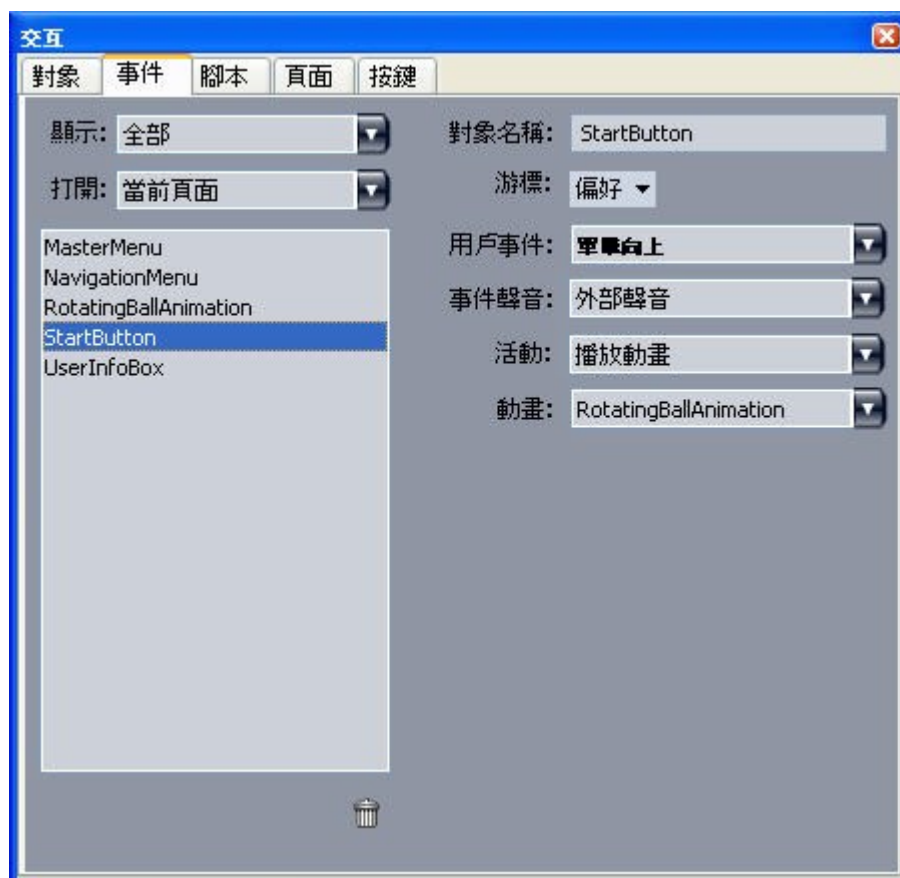 交互
對象 事件 腳本 頁面 按鍵
顯示: 全部
打開: 當前頁面
MasterMenu
NavigationMenu
RotatingBallAnimation
StartButton
UserInfoBox
對象名稱: StartButton
游標: 偏好
用戶事件: 單擊向上
事件聲音: 外部聲音
活動: 播放動畫
動畫: RotatingBallAnimation